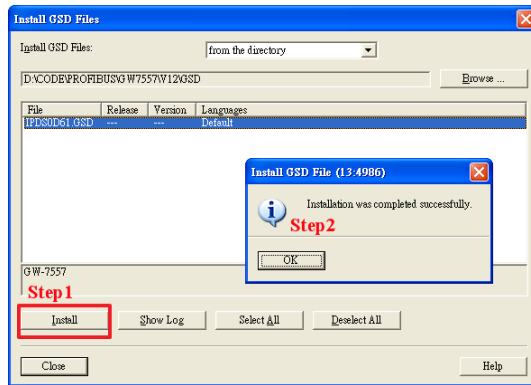 Install GSD Files
Install GSD Files:
from the directory
D:\CODE\PROFIBUS\GW7557\V12\GSD
Browse ...
File Release Version Languages
IPDS0D61.GSD --- --- Default
Install GSD File (13:4986)
Installation was completed successfully.
Step2
OK
GW-7557
Step1
Install Show Log Select All Deselect All
Close Help